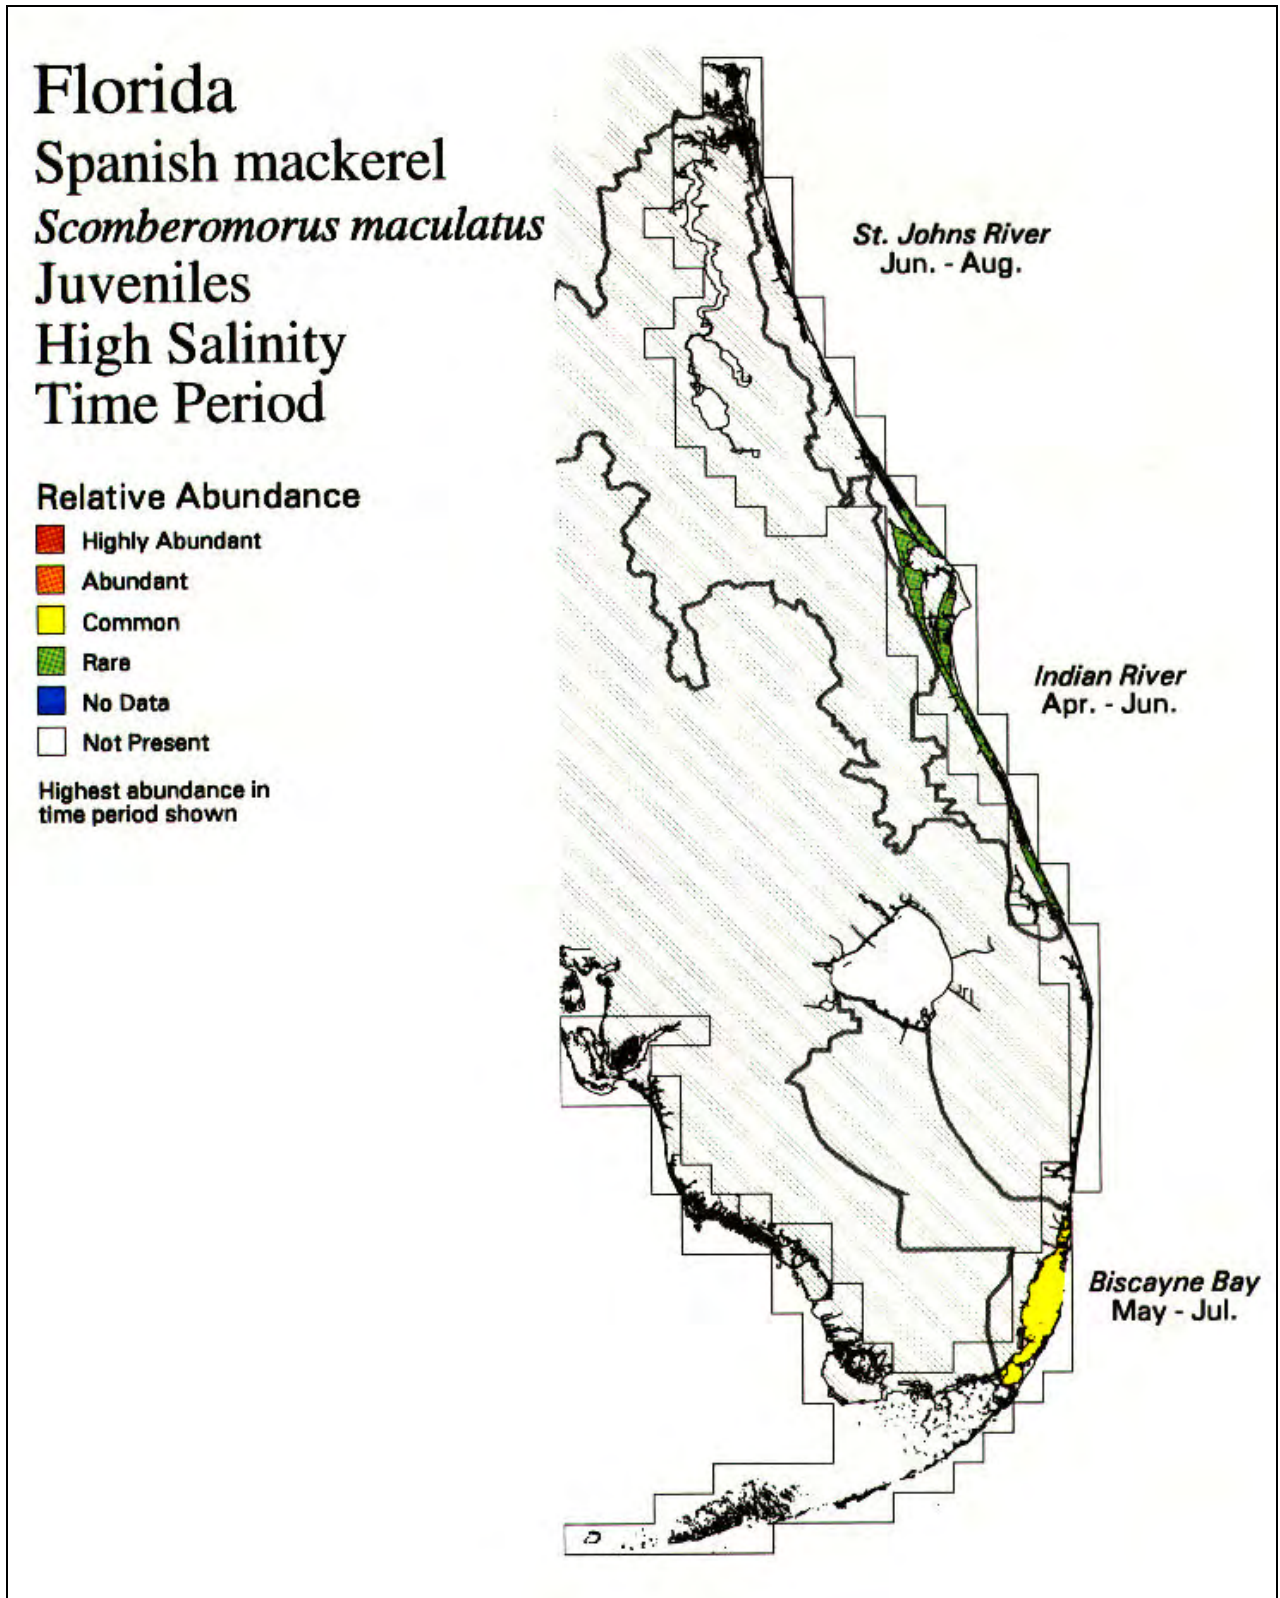 Florida
Spanish mackerel
Scomberomorus maculatus
Juveniles
High Salinity
Time Period
Relative Abundance
Highly Abundant
Abundant
Common
Rare
No Data
Not Present
Highest abundance in
time period shown
St. Johns River
Jun. - Aug.
Indian River
Apr. - Jun.
Biscayne Bay
May - Jul.